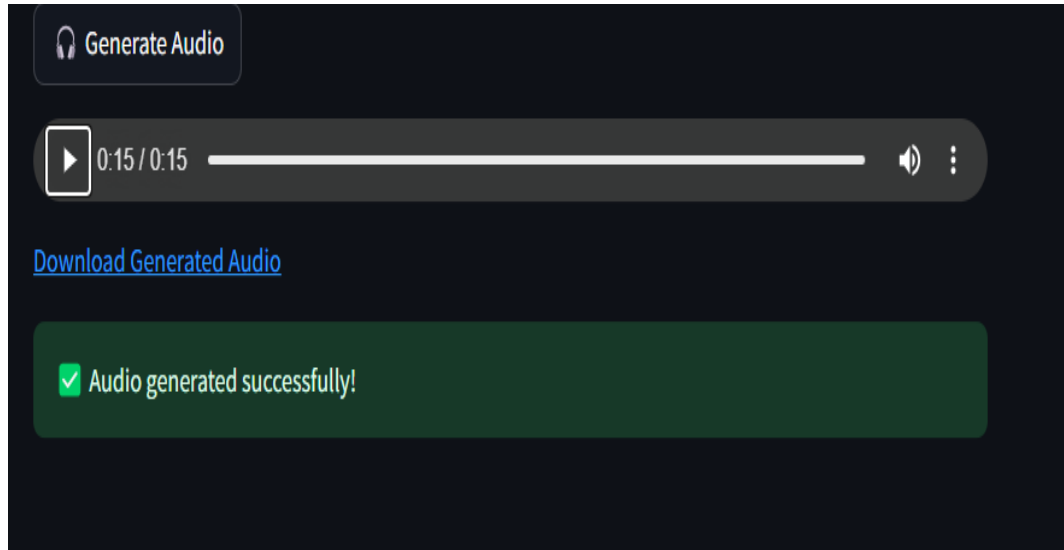 Generate Audio
0:15 / 0:15
Download Generated Audio
Audio generated successfully!